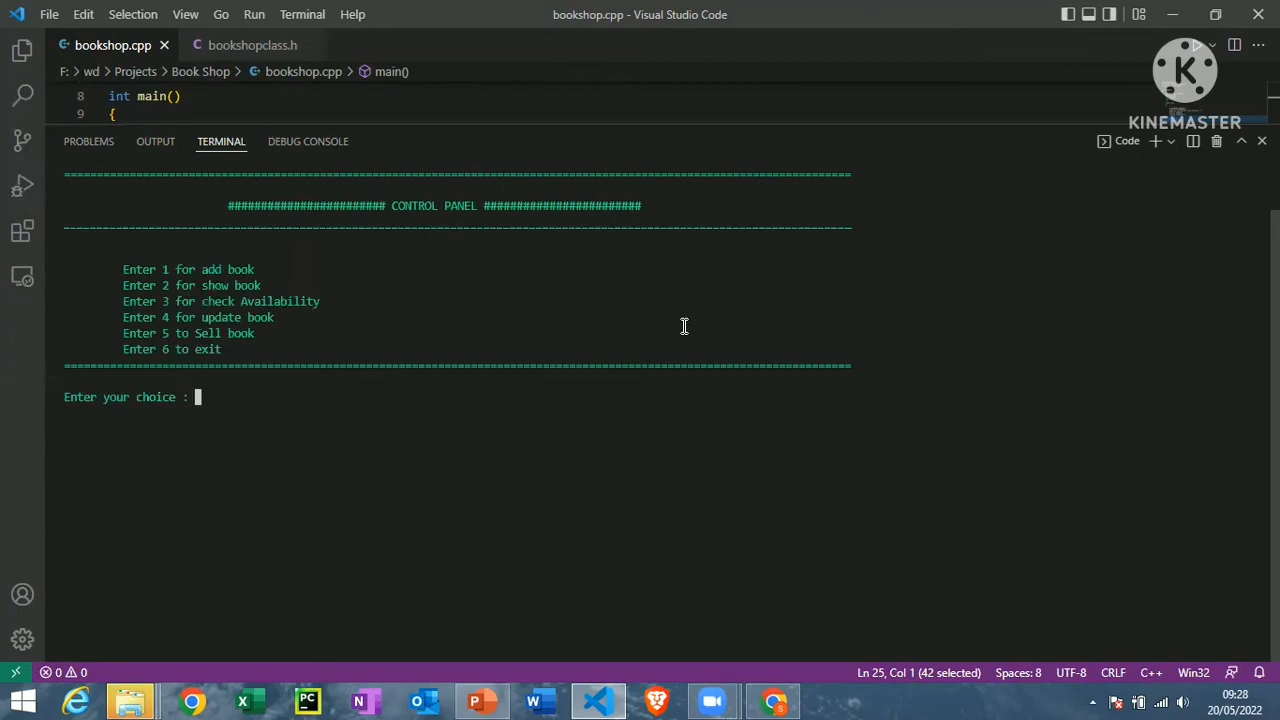 File Edit Selection View Go Run Terminal Help bookshop.cpp - Visual Studio Code
bookshop.cpp bookshopclass.h
F: > wd > Projects > Book Shop > bookshop.cpp > main()
8 int main()
9 {
K
KINEMASTER
PROBLEMS OUTPUT TERMINAL DEBUG CONSOLE Code
========================================================================================================================
######################## CONTROL PANEL ########################
------------------------------------------------------------------------------------------------------------------------
Enter 1 for add book
Enter 2 for show book
Enter 3 for check Availability
Enter 4 for update book
Enter 5 to Sell book
Enter 6 to exit
========================================================================================================================
Enter your choice :
0 0 Ln 25, Col 1 (42 selected) Spaces: 8 UTF-8 CRLF C++ Win32
09:28
20/05/2022